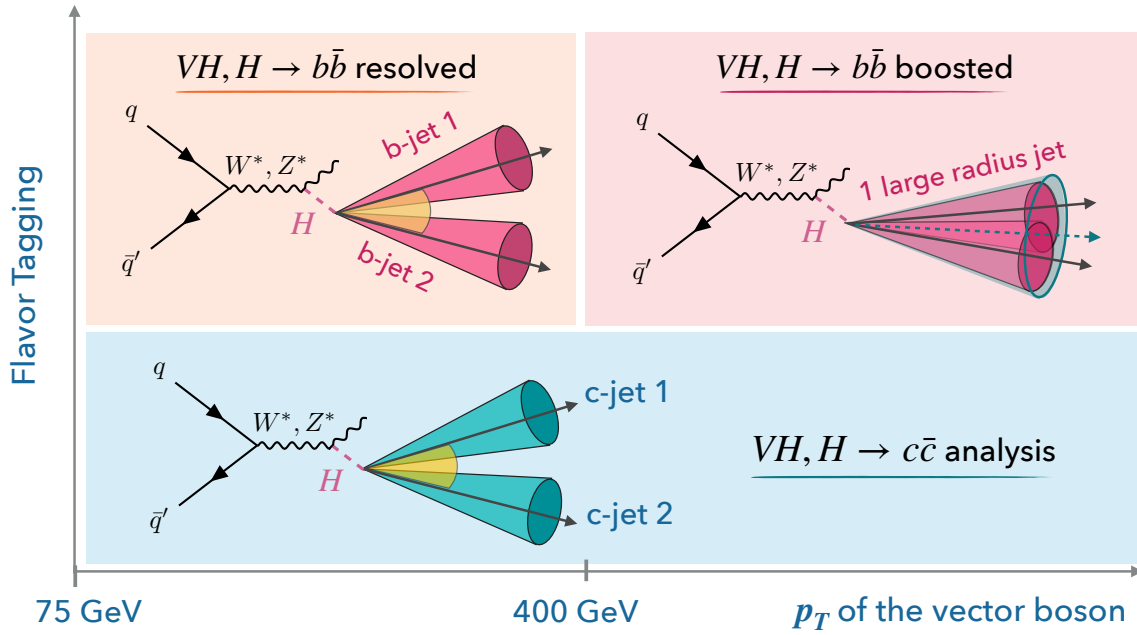 Flavor Tagging
VH, H → bb̄ resolved
q
W*, Z*
q̄′
H
b-jet 1
b-jet 2
VH, H → bb̄ boosted
q
W*, Z*
q̄′
H
1 large radius jet
q
W*, Z*
q̄′
H
c-jet 1
c-jet 2
VH, H → cc̄ analysis
75 GeV
400 GeV
p_T of the vector boson